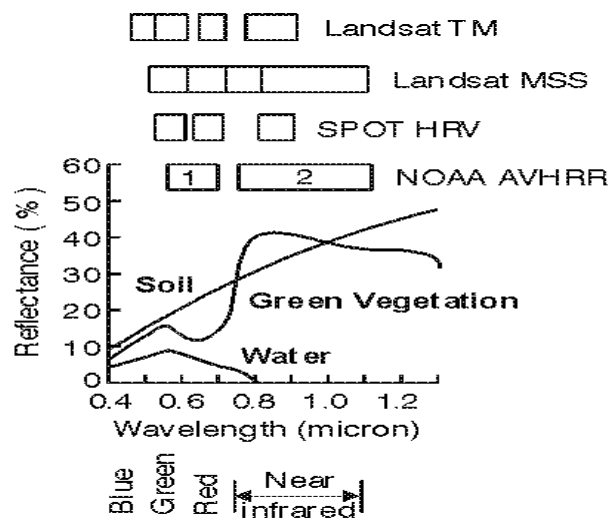 Landsat TM
Landsat MSS
SPOT HRV
1 2 NOAA AVHRR
60
50
40
30
20
10
0
Reflectance ( % )
Soil
Green Vegetation
Water
0.4 0.6 0.8 1.0 1.2
Wavelength (micron)
Blue
Green
Red
Near
infrared